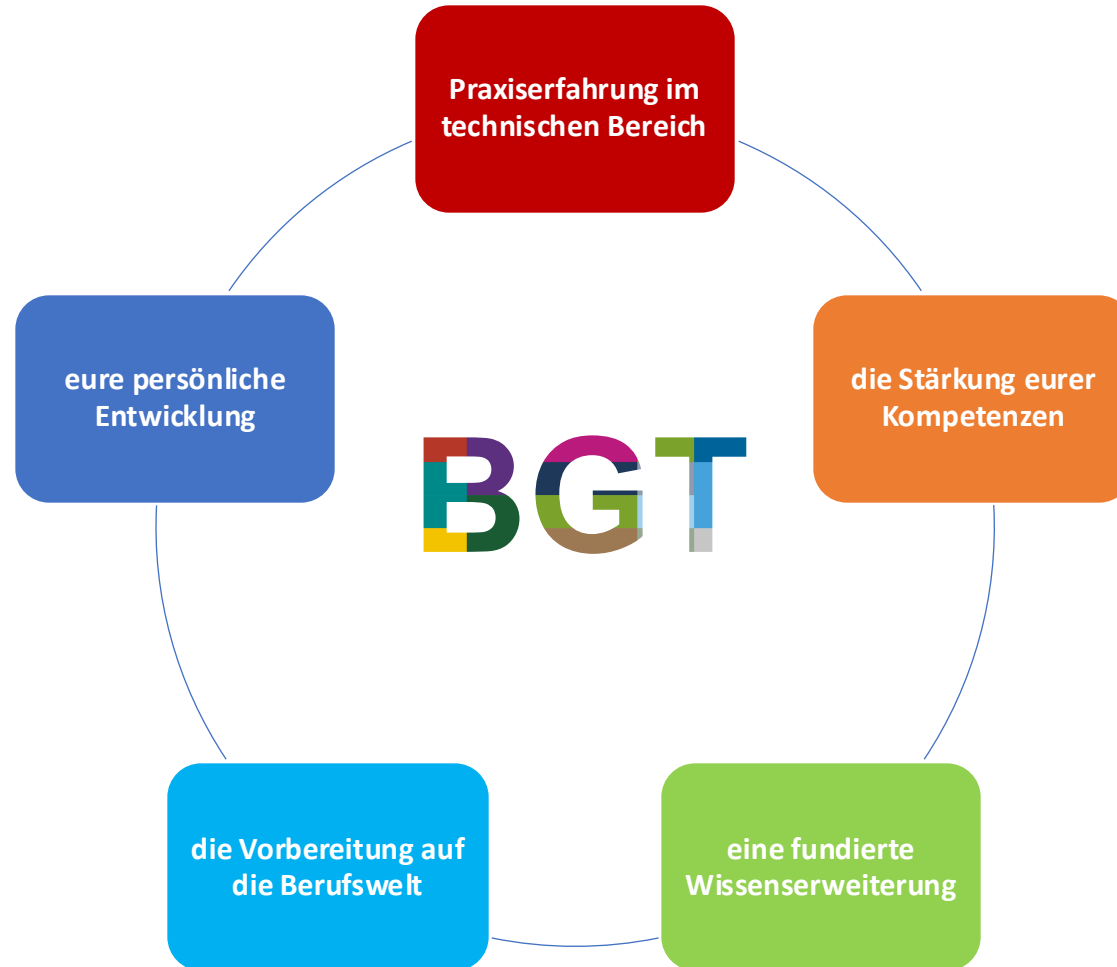 Praxiserfahrung im
technischen Bereich
eure persönliche
Entwicklung
die Stärkung eurer
Kompetenzen
BGT
die Vorbereitung auf
die Berufswelt
eine fundierte
Wissenserweiterung